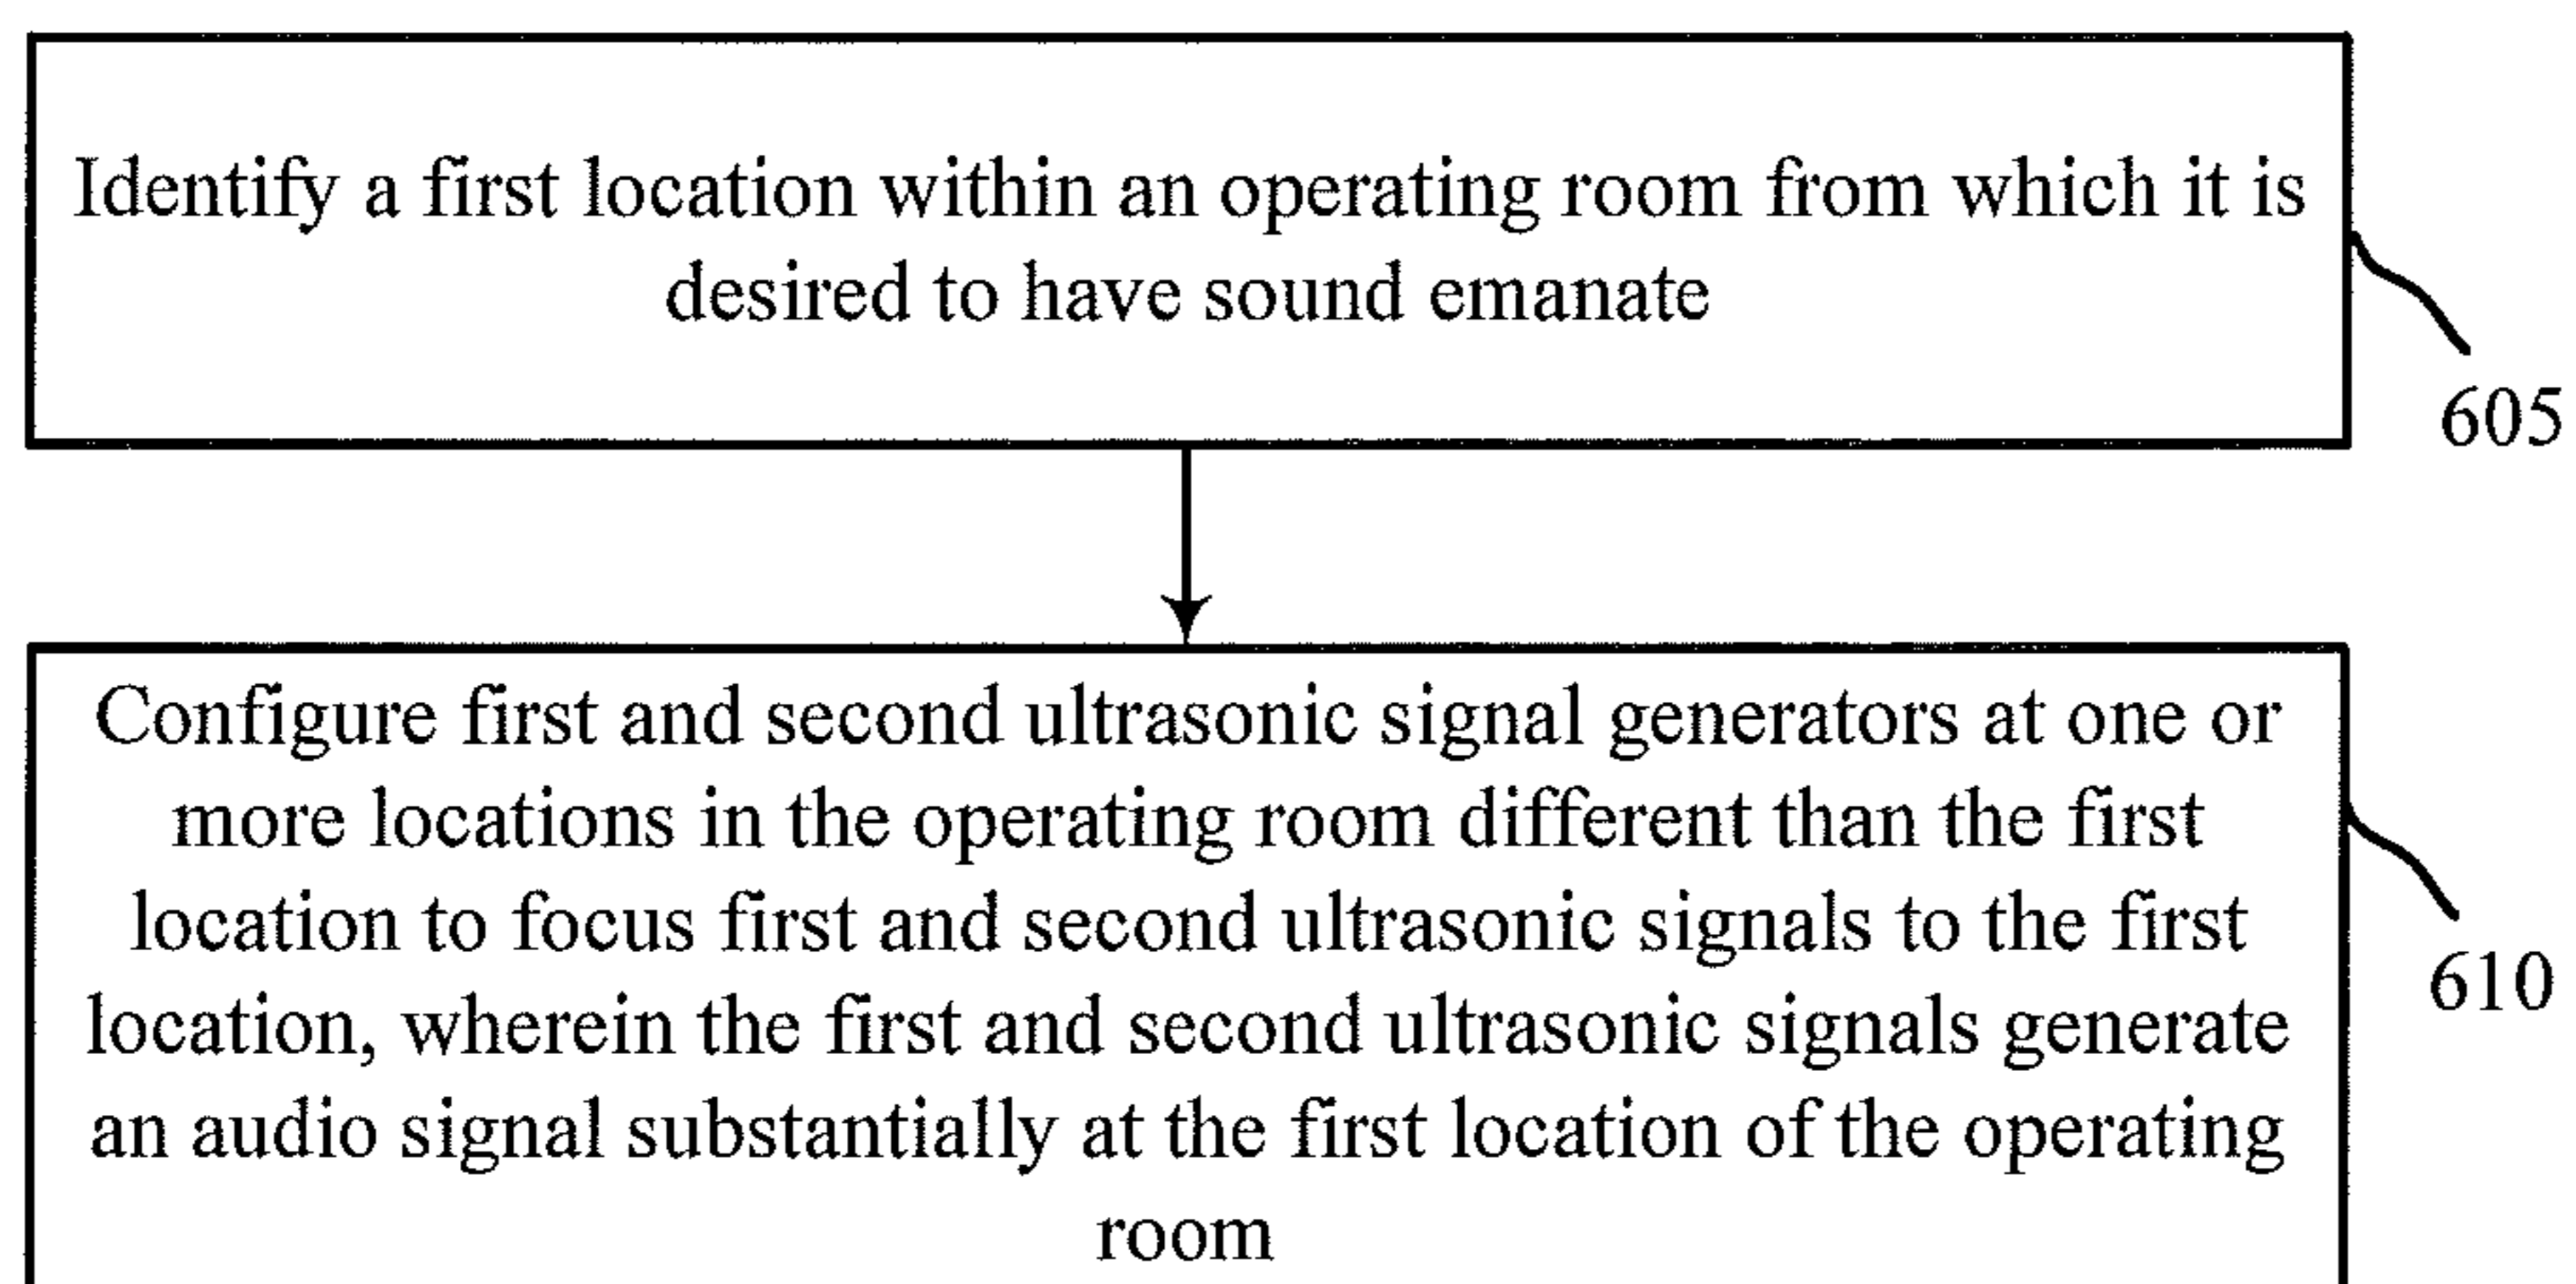 Identify a first location within an operating room from which it is
desired to have sound emanate
605
Configure first and second ultrasonic signal generators at one or
more locations in the operating room different than the first
location to focus first and second ultrasonic signals to the first
location, wherein the first and second ultrasonic signals generate
an audio signal substantially at the first location of the operating
room
610